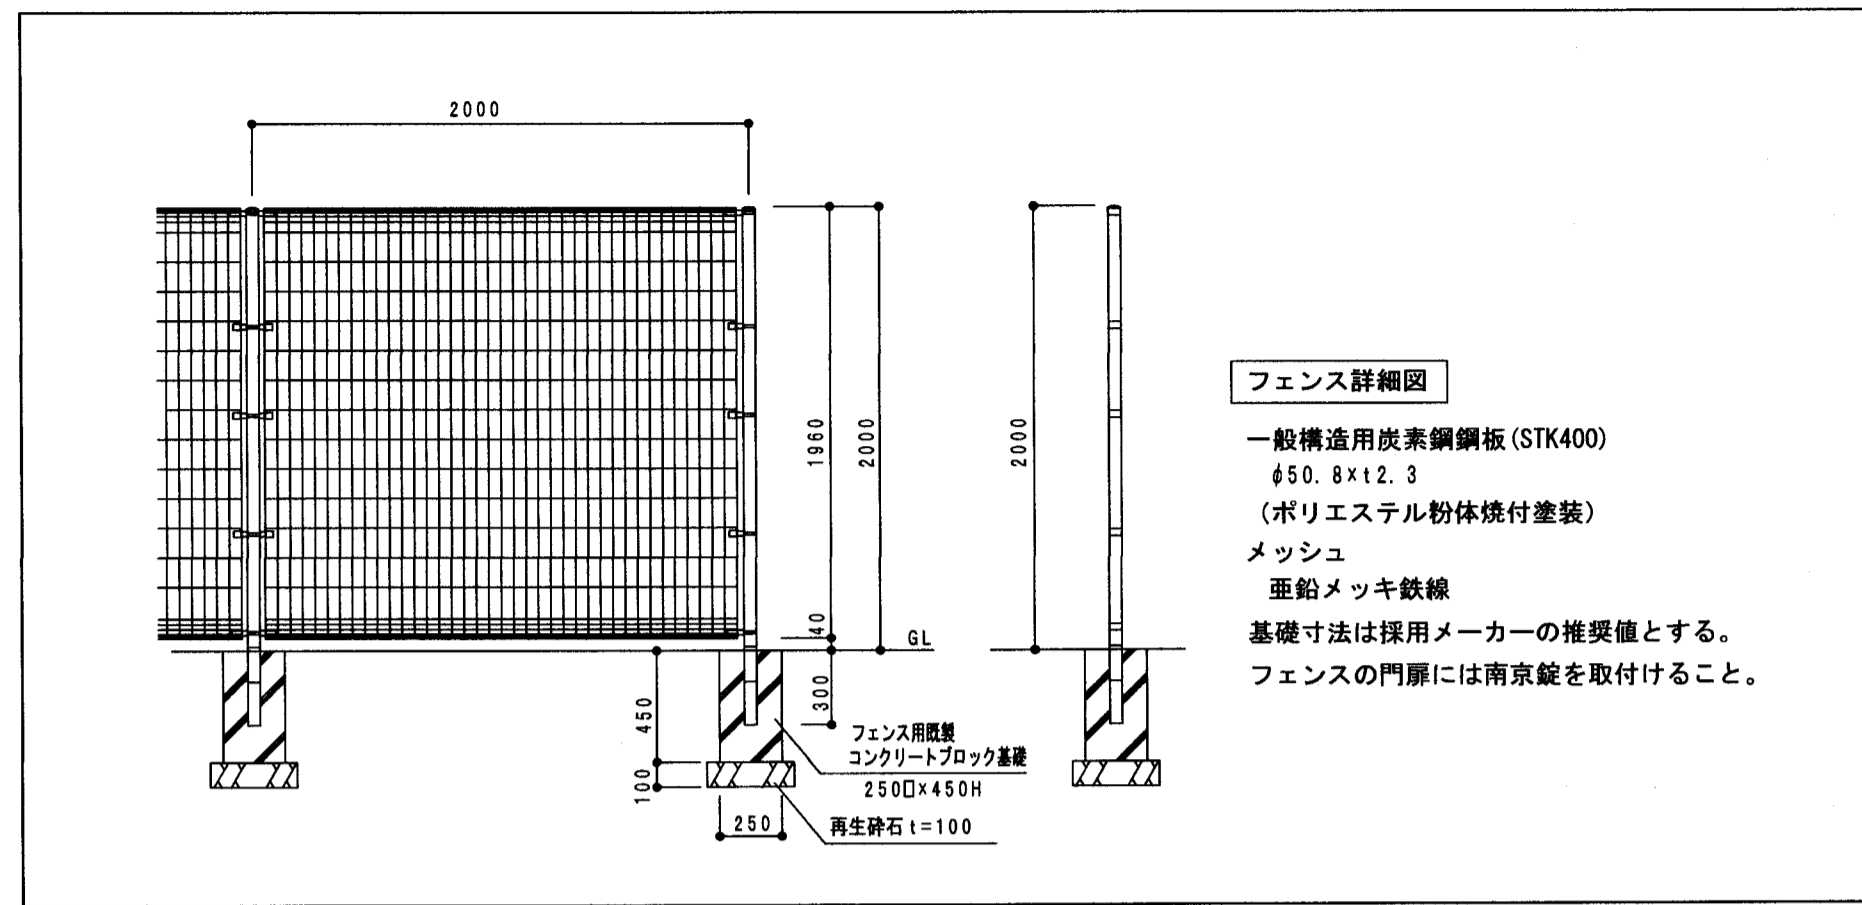 2000
1960
2000
40
GL
300
450
100
250
フェンス用既製
コンクリートブロック基礎
250□×450H
再生砕石 t=100
2000
フェンス詳細図
一般構造用炭素鋼鋼板(STK400)
φ50.8×t2.3
(ポリエステル粉体焼付塗装)
メッシュ
亜鉛メッキ鉄線
基礎寸法は採用メーカーの推奨値とする。
フェンスの門扉には南京錠を取付けること。